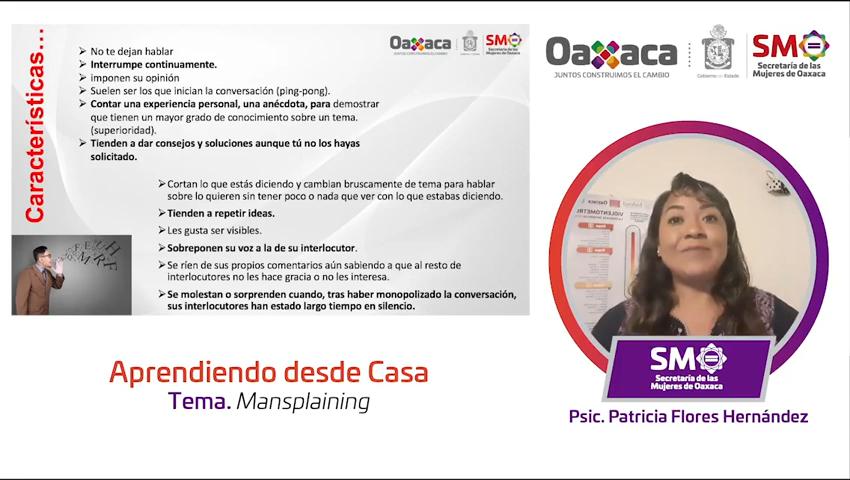 Características...
No te dejan hablar
Interrumpe continuamente.
imponen su opinión
Suelen ser los que inician la conversación (ping-pong).
Contar una experiencia personal, una anécdota, para demostrar
que tienen un mayor grado de conocimiento sobre un tema.
(superioridad).
Tienden a dar consejos y soluciones aunque tú no los hayas
solicitado.
Cortan lo que estás diciendo y cambian bruscamente de tema para hablar
sobre lo quieren sin tener poco o nada que ver con lo que estabas diciendo.
Tienden a repetir ideas.
Les gusta ser visibles.
Sobreponen su voz a la de su interlocutor.
Se ríen de sus propios comentarios aún sabiendo a que al resto de
interlocutores no les hace gracia o no les interesa.
Se molestan o sorprenden cuando, tras haber monopolizado la conversación,
sus interlocutores han estado largo tiempo en silencio.
Oaxaca
JUNTOS CONSTRUIMOS EL CAMBIO
SMO
Secretaría de las
Mujeres de Oaxaca
Oaxaca
JUNTOS CONSTRUIMOS EL CAMBIO
Gobierno del Estado
SMO
Secretaría de las
Mujeres de Oaxaca
VIOLENTÓMETRO
SMO
Secretaría de las
Mujeres de Oaxaca
Psic. Patricia Flores Hernández
Aprendiendo desde Casa
Tema. Mansplaining